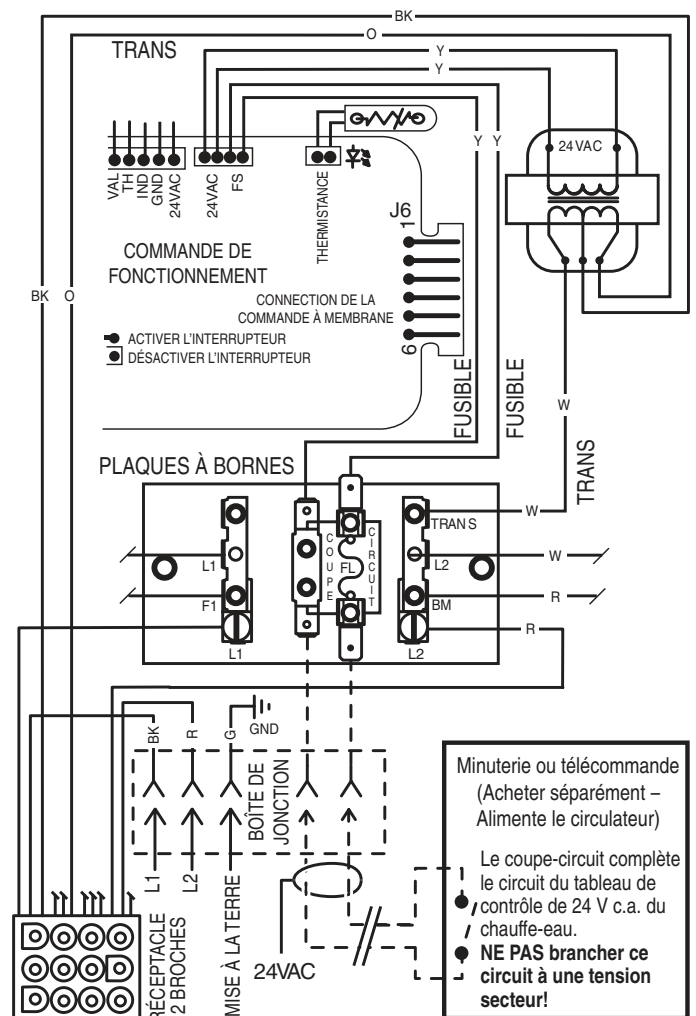 BK
O
TRANS
Y
Y
Y
Y
24VAC
VAL
TH
IND
GND
24VAC
24VAC
FS
THERMISTANCE
J6
1
COMMANDE DE
FONCTIONNEMENT
BK
O
CONNECTION DE LA
COMMANDE À MEMBRANE
ACTIVER L'INTERRUPTEUR
DÉSACTIVER L'INTERRUPTEUR
6
FUSIBLE
FUSIBLE
W
TRANS
PLAQUES À BORNES
TRANS
W
L1
COUPE
FL
CIRCUIT
L2
W
F1
BM
R
L1
L2
R
BK
R
G
GND
BOÎTE DE
JONCTION
L1
L2
MISE À LA TERRE
24VAC
RÉCEPTACLE
2 BROCHES
Minuterie ou télécommande
(Acheter séparément –
Alimente le circulateur)
Le coupe-circuit complète
le circuit du tableau de
contrôle de 24 V c.a. du
chauffe-eau.
NE PAS brancher ce
circuit à une tension
secteur!